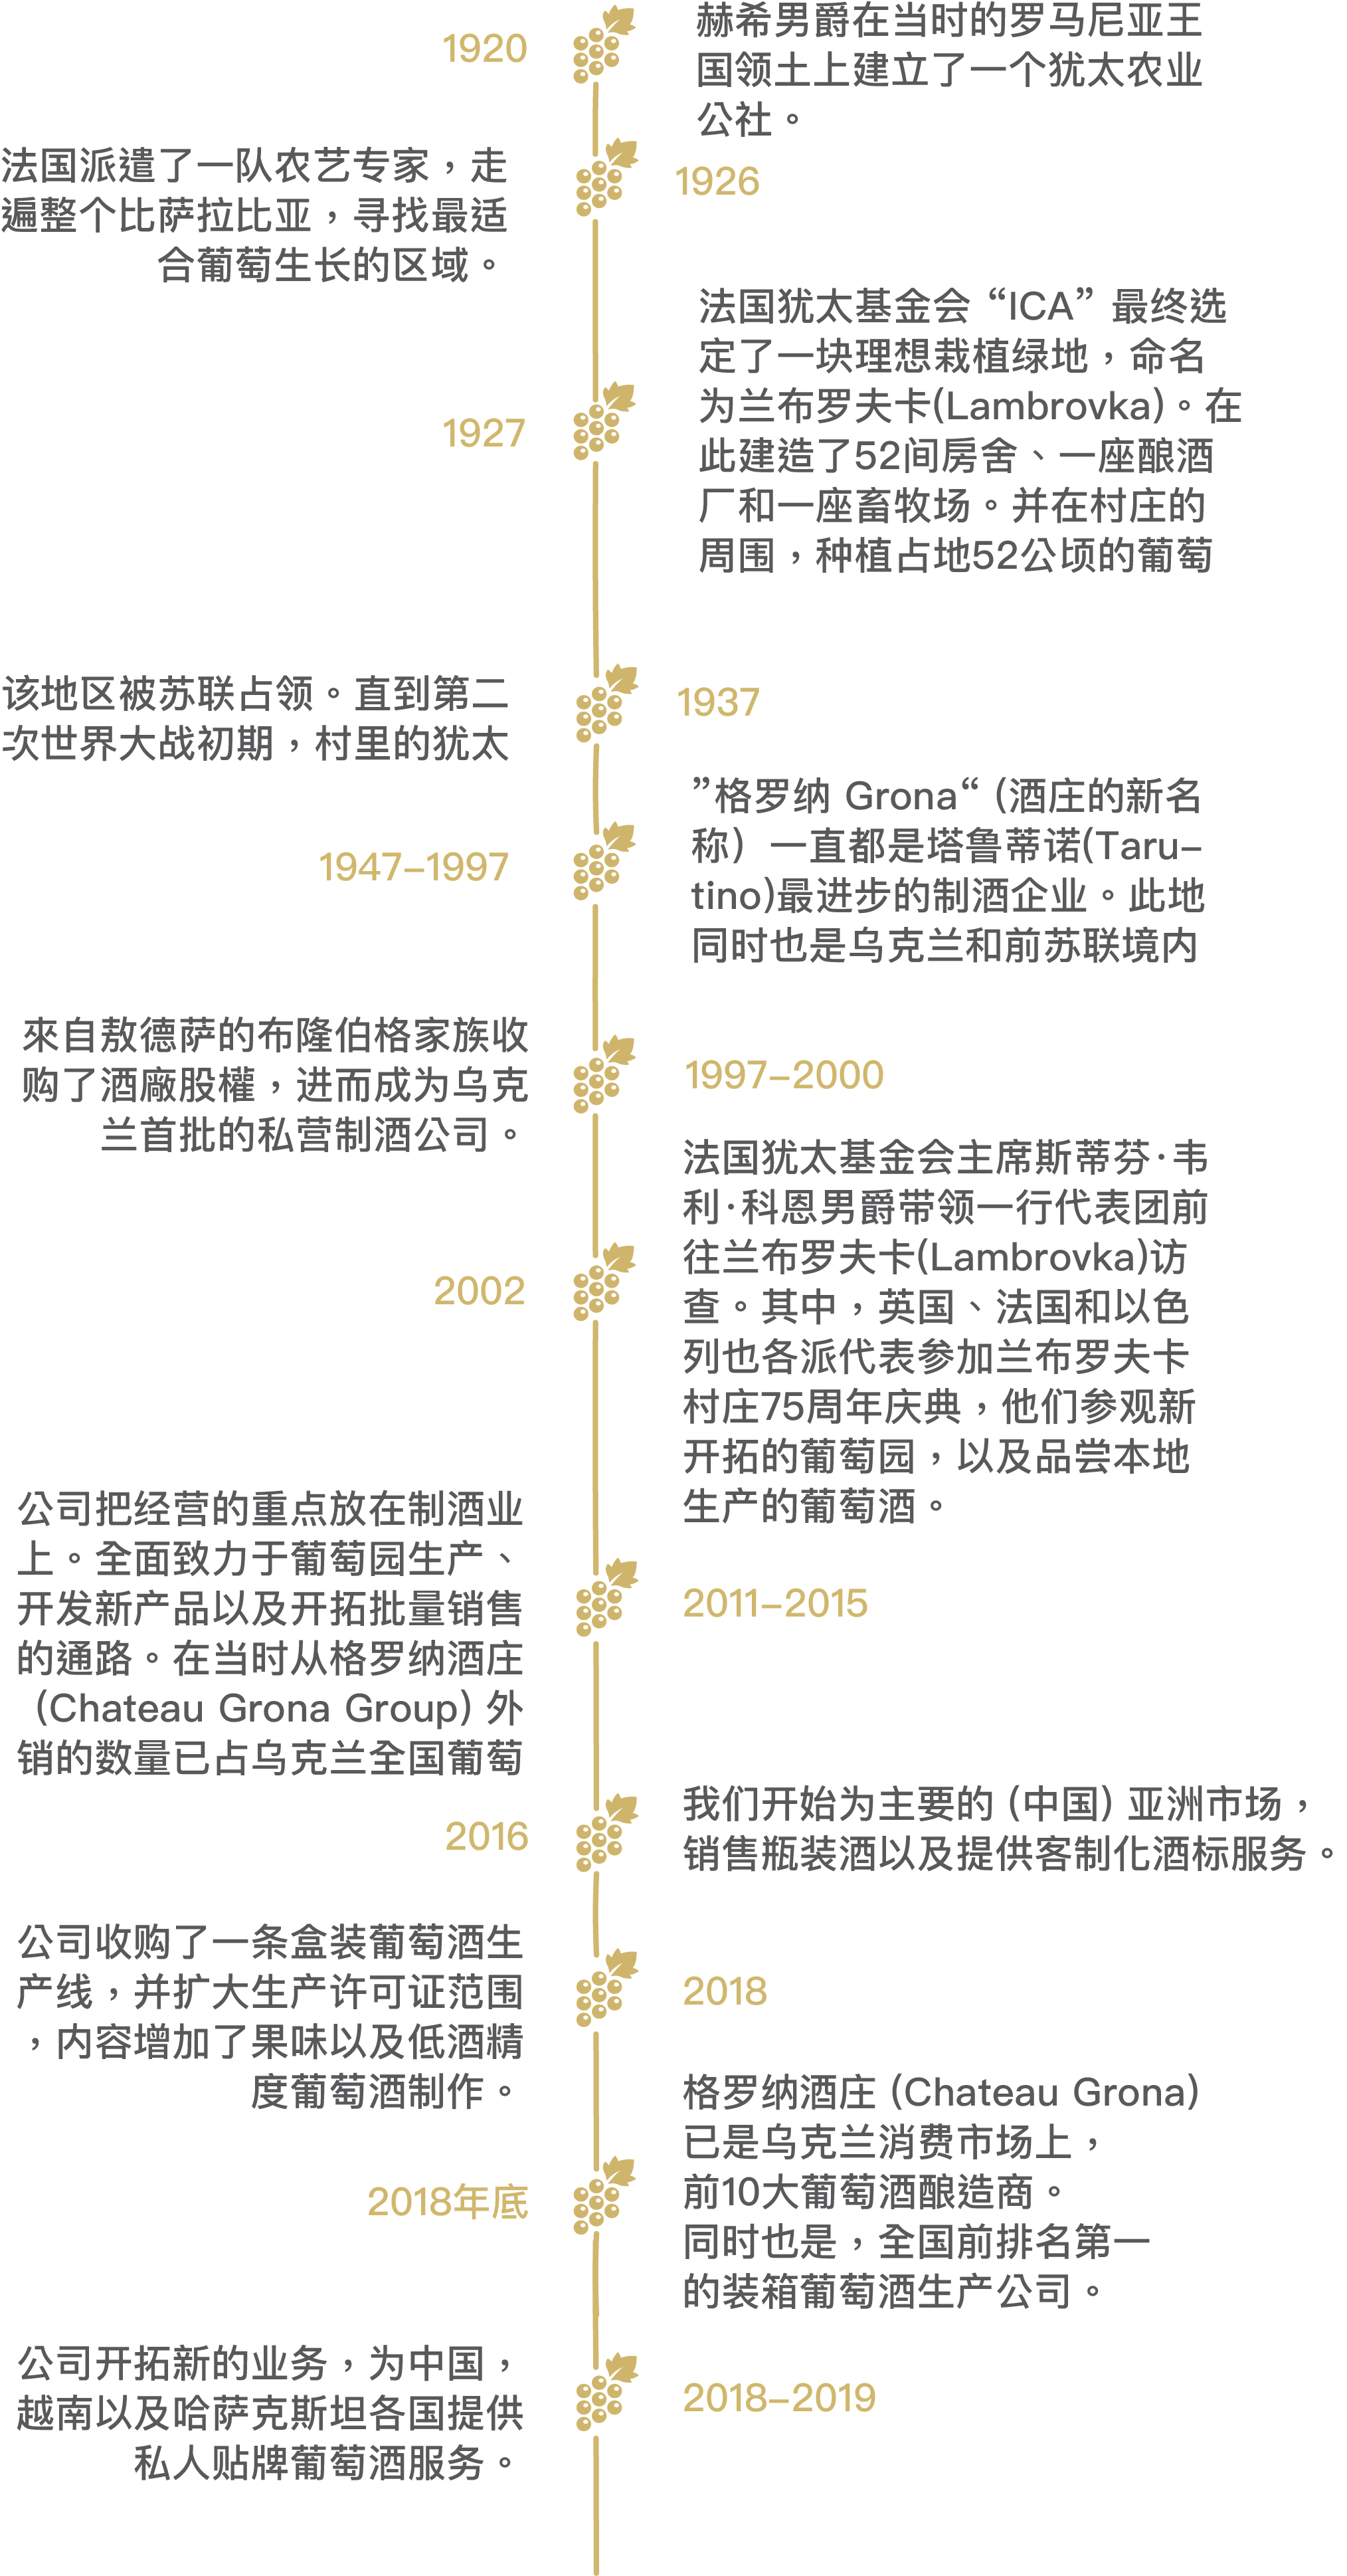 1920
赫希男爵在当时的罗马尼亚王
国领土上建立了一个犹太农业
公社。
1926
法国派遣了一队农艺专家，走
遍整个比萨拉比亚，寻找最适
合葡萄生长的区域。
1927
法国犹太基金会 “ICA” 最终选
定了一块理想栽植绿地，命名
为兰布罗夫卡(Lambrovka)。在
此建造了52间房舍、一座酿酒
厂和一座畜牧场。并在村庄的
周围，种植占地52公顷的葡萄
1937
该地区被苏联占领。直到第二
次世界大战初期，村里的犹太
1947–1997
”格罗纳 Grona“ (酒庄的新名
称）一直都是塔鲁蒂诺(Taru–
tino)最进步的制酒企业。此地
同时也是乌克兰和前苏联境内
1997–2000
來自敖德萨的布隆伯格家族收
购了酒廠股權，进而成为乌克
兰首批的私营制酒公司。
2002
法国犹太基金会主席斯蒂芬·韦
利·科恩男爵带领一行代表团前
往兰布罗夫卡(Lambrovka)访
查。其中，英国、法国和以色
列也各派代表参加兰布罗夫卡
村庄75周年庆典，他们参观新
开拓的葡萄园，以及品尝本地
生产的葡萄酒。
2011–2015
公司把经营的重点放在制酒业
上。全面致力于葡萄园生产、
开发新产品以及开拓批量销售
的通路。在当时从格罗纳酒庄
（Chateau Grona Group) 外
销的数量已占乌克兰全国葡萄
2016
我们开始为主要的 (中国）亚洲市场，
销售瓶装酒以及提供客制化酒标服务。
2018
公司收购了一条盒装葡萄酒生
产线，并扩大生产许可证范围
，内容增加了果味以及低酒精
度葡萄酒制作。
2018年底
格罗纳酒庄 (Chateau Grona)
已是乌克兰消费市场上，
前10大葡萄酒酿造商。
同时也是，全国前排名第一
的装箱葡萄酒生产公司。
2018–2019
公司开拓新的业务，为中国，
越南以及哈萨克斯坦各国提供
私人贴牌葡萄酒服务。